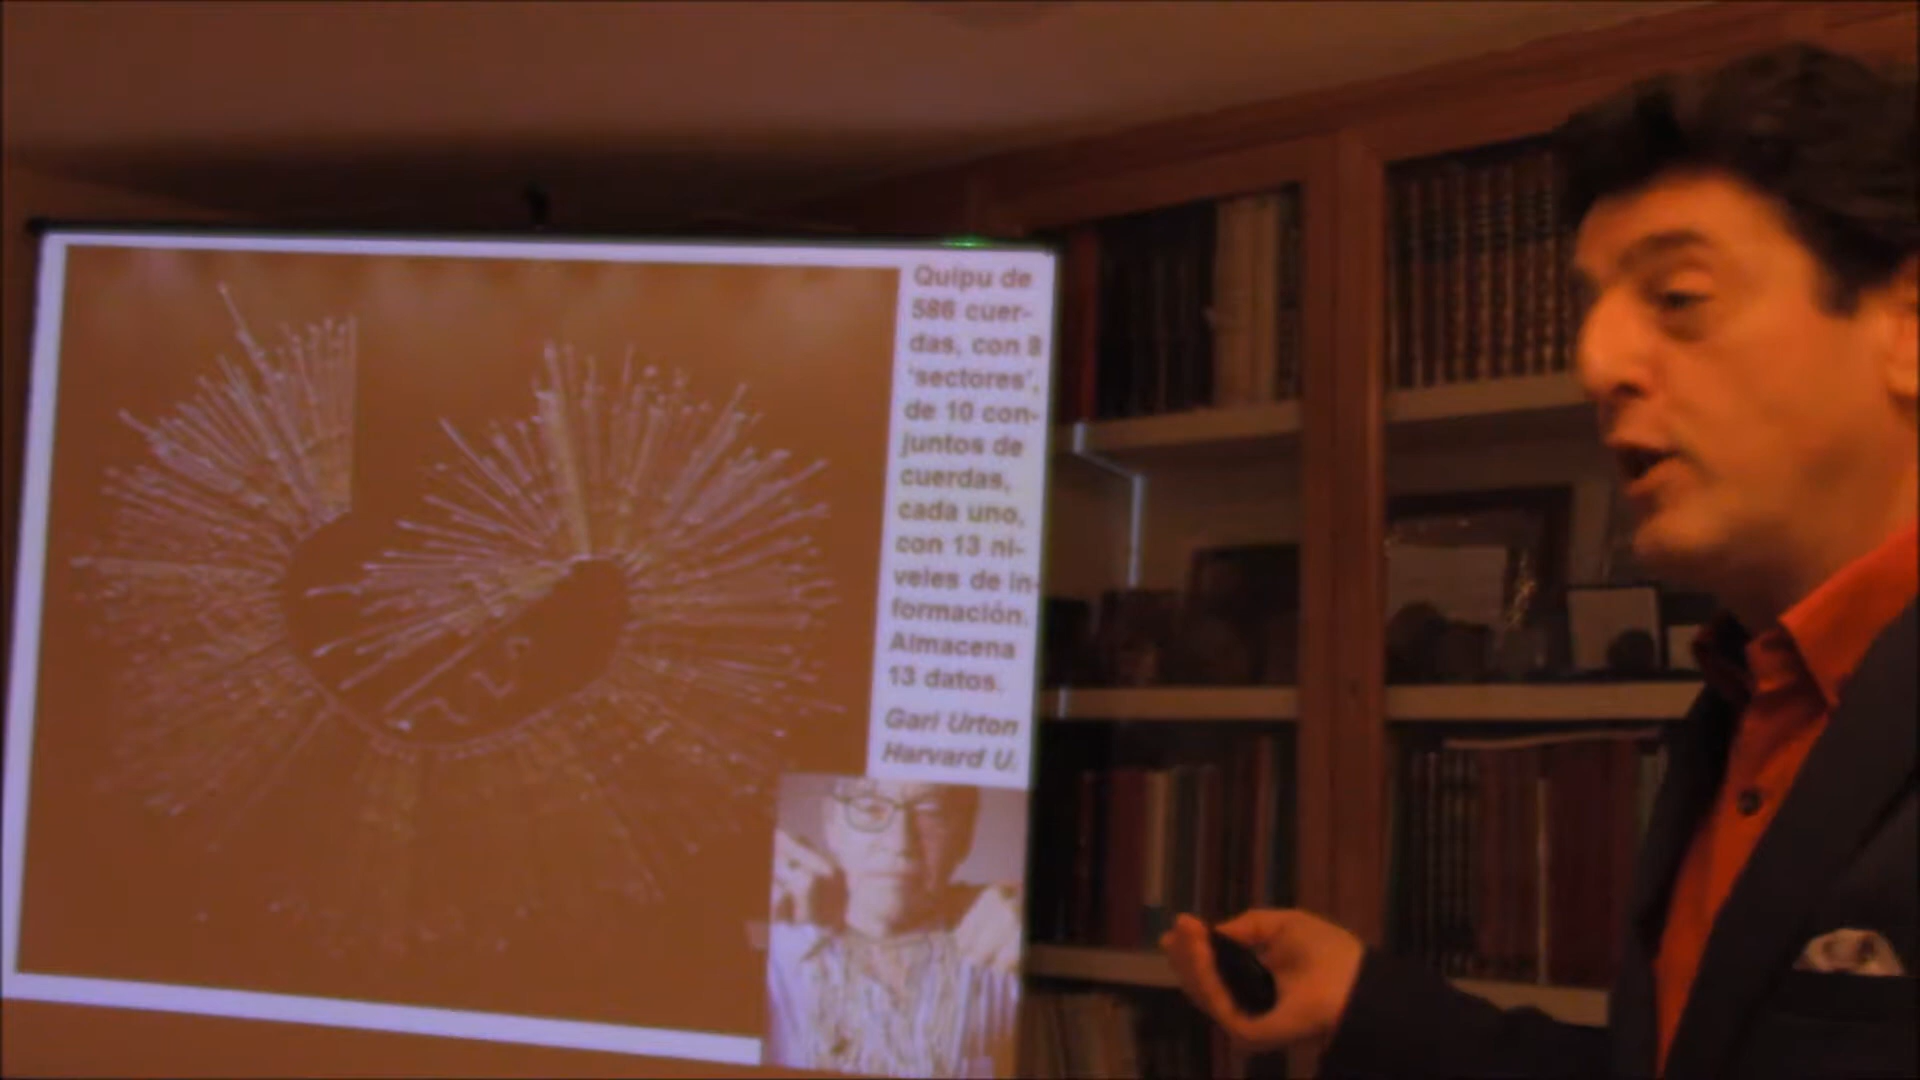 Quipu de
586 cuer-
das, con 8
'sectores',
de 10 con-
juntos de
cuerdas,
cada uno,
con 13 ni-
veles de in-
formación.
Almacena
13 datos.
Gari Urton
Harvard U.